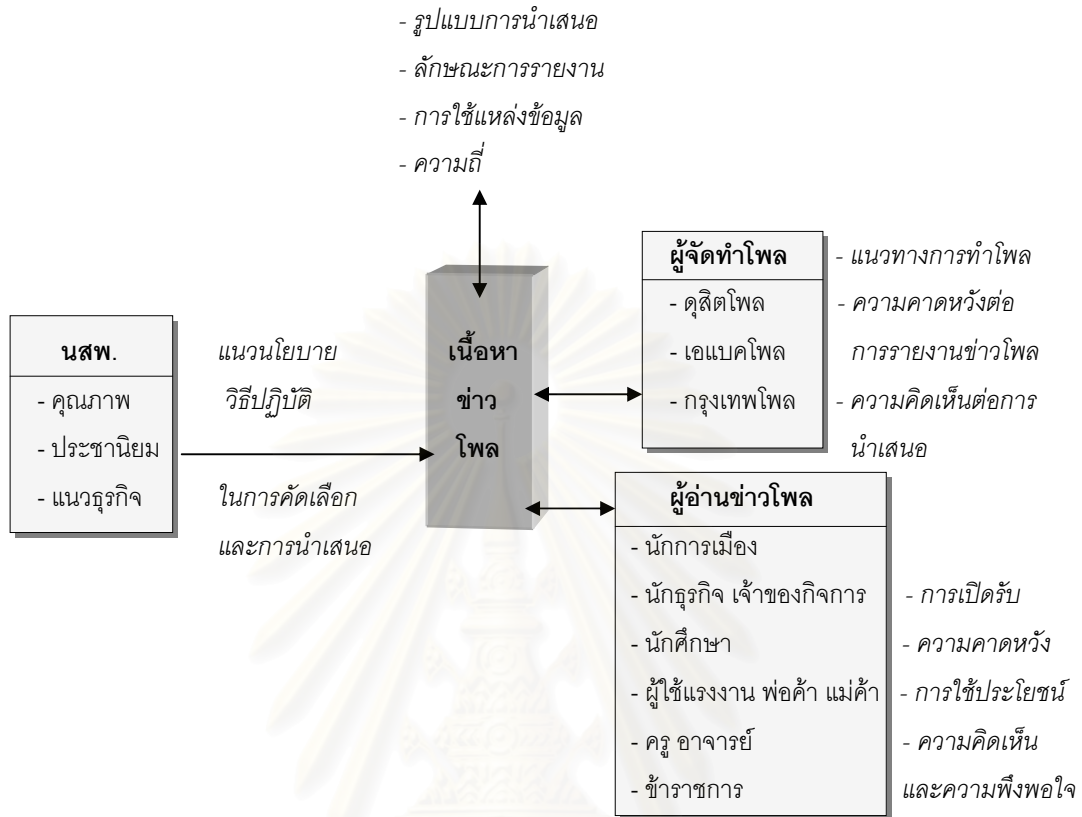 - รูปแบบการนำเสนอ
- ลักษณะการรายงาน
- การใช้แหล่งข้อมูล
- ความถี่
นสพ.
- คุณภาพ
- ประชานิยม
- แนวธุรกิจ
แนวนโยบาย
วิธีปฏิบัติ
ในการคัดเลือก
และการนำเสนอ
เนื้อหา
ข่าว
โพล
ผู้จัดทำโพล
- ดุสิตโพล
- เอแบคโพล
- กรุงเทพโพล
- แนวทางการทำโพล
- ความคาดหวังต่อ
การรายงานข่าวโพล
- ความคิดเห็นต่อการ
นำเสนอ
ผู้อ่านข่าวโพล
- นักการเมือง
- นักธุรกิจ เจ้าของกิจการ
- นักศึกษา
- ผู้ใช้แรงงาน พ่อค้า แม่ค้า
- ครู อาจารย์
- ข้าราชการ
- การเปิดรับ
- ความคาดหวัง
- การใช้ประโยชน์
- ความคิดเห็น
และความพึงพอใจ